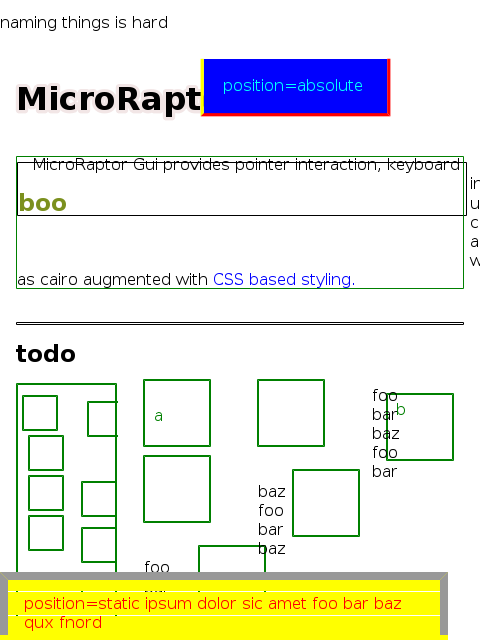 naming things is hard
position=absolute
MicroRapt
MicroRaptor Gui provides pointer interaction, keyboard
in
u
boo
c
a
w
as cairo augmented with CSS based styling.
todo
foo
bar
baz
foo
bar
a
b
baz
foo
bar
baz
foo
position=static ipsum dolor sic amet foo bar baz
qux fnord